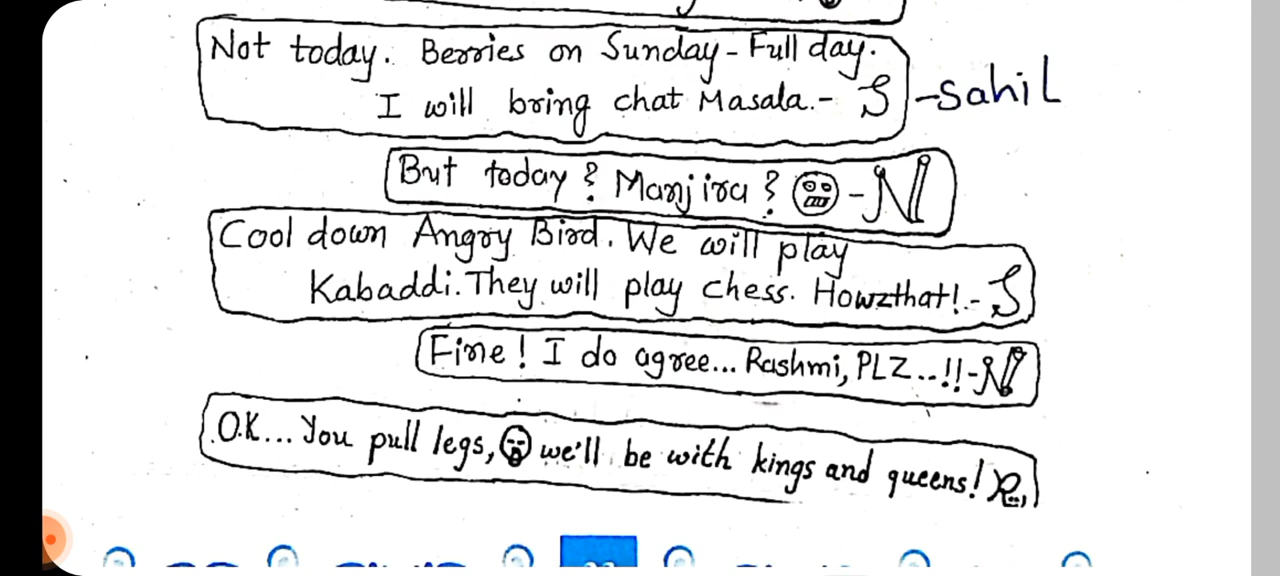 Not today. Berries on Sunday - Full day.
I will bring chat Masala. - S - Sahil
But today? Manjira? - N
Cool down Angry Bird. We will play
Kabaddi. They will play chess. Howzthat!. - S
Fine! I do agree... Rashmi, PLZ...!! - N
O.K... You pull legs, we'll be with kings and queens! R